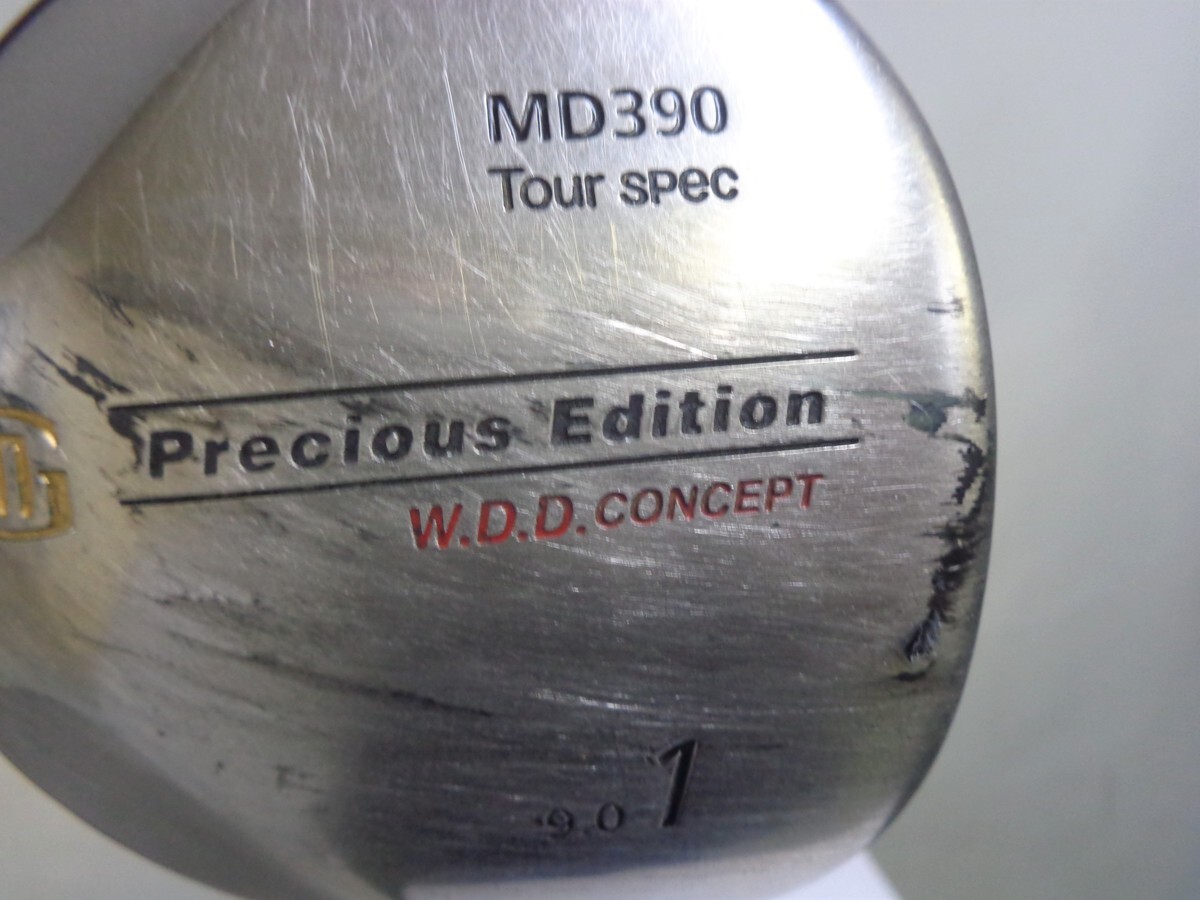 MD390
Tour spec
Precious Edition
W.D.D. CONCEPT
9.0 1